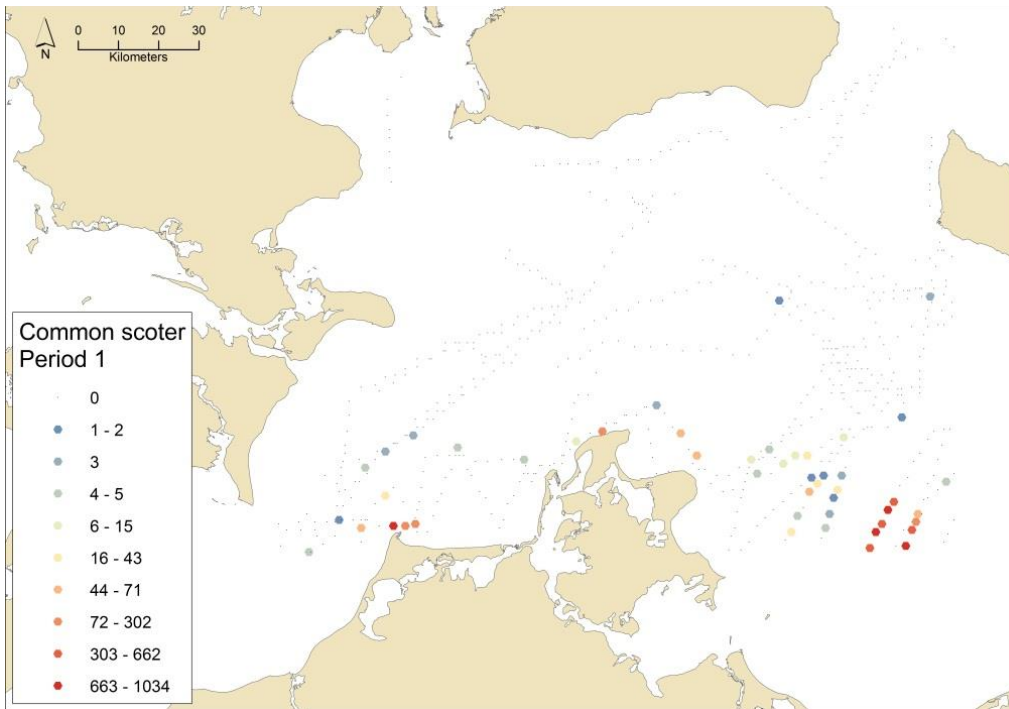 0 10 20 30
N
Kilometers
Common scoter
Period 1
0
1 - 2
3
4 - 5
6 - 15
16 - 43
44 - 71
72 - 302
303 - 662
663 - 1034